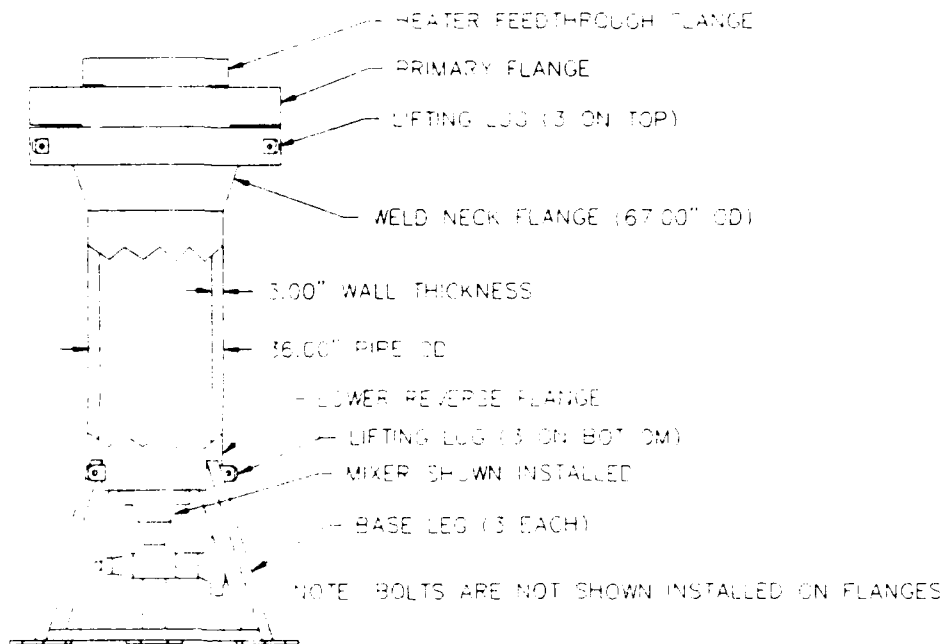 HEATER FEEDTHROUGH FLANGE
PRIMARY FLANGE
LIFTING LUG (3 ON TOP)
WELD NECK FLANGE (67.00" OD)
3.00" WALL THICKNESS
36.00" PIPE OD
LOWER REVERSE FLANGE
LIFTING LUG (3 ON BOTTOM)
MIXER SHOWN INSTALLED
BASE LEG (3 EACH)
NOTE: BOLTS ARE NOT SHOWN INSTALLED ON FLANGES